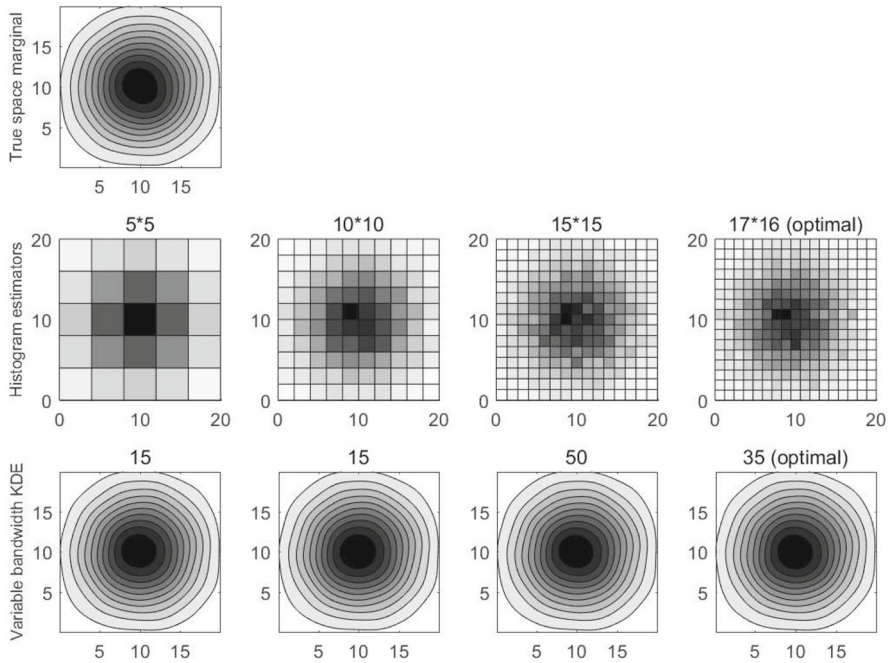 True space marginal
15
10
5
5 10 15
Histogram estimators
5*5 10*10 15*15 17*16 (optimal)
20 20 20 20
10 10 10 10
0 0 0 0
0 10 20 0 10 20 0 10 20 0 10 20
Variable bandwidth KDE
15 15 50 35 (optimal)
15 15 15 15
10 10 10 10
5 5 5 5
5 10 15 5 10 15 5 10 15 5 10 15